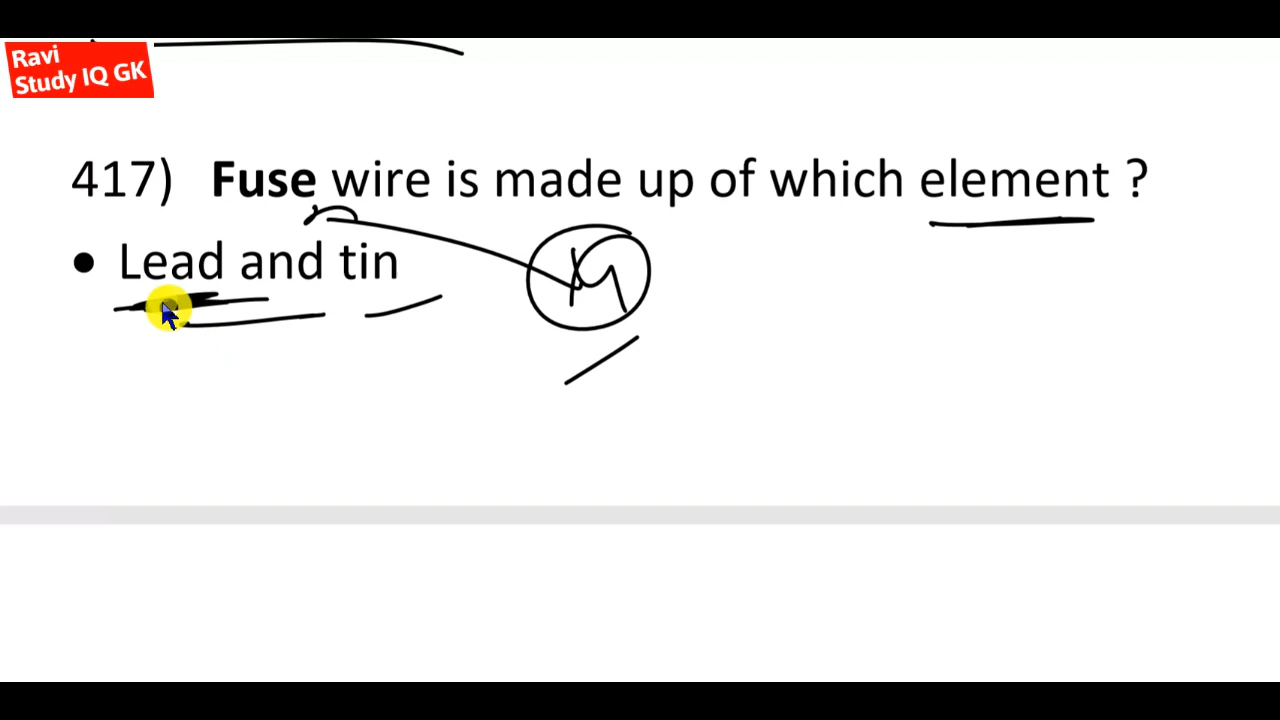 Ravi
Study IQ GK
417) Fuse wire is made up of which element ?
• Lead and tin